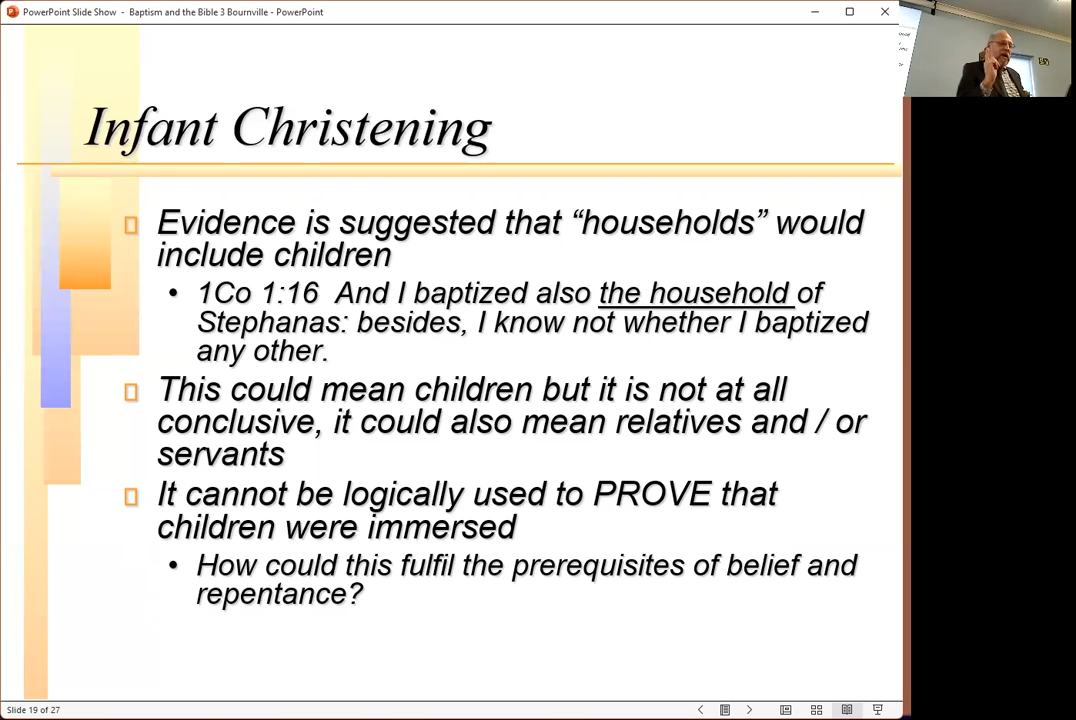 PowerPoint Slide Show - Baptism and the Bible 3 Bournville - PowerPoint
Infant Christening
Evidence is suggested that “households” would
include children
• 1Co 1:16 And I baptized also the household of
Stephanas: besides, I know not whether I baptized
any other.
This could mean children but it is not at all
conclusive, it could also mean relatives and / or
servants
It cannot be logically used to PROVE that
children were immersed
• How could this fulfil the prerequisites of belief and
repentance?
Slide 19 of 27